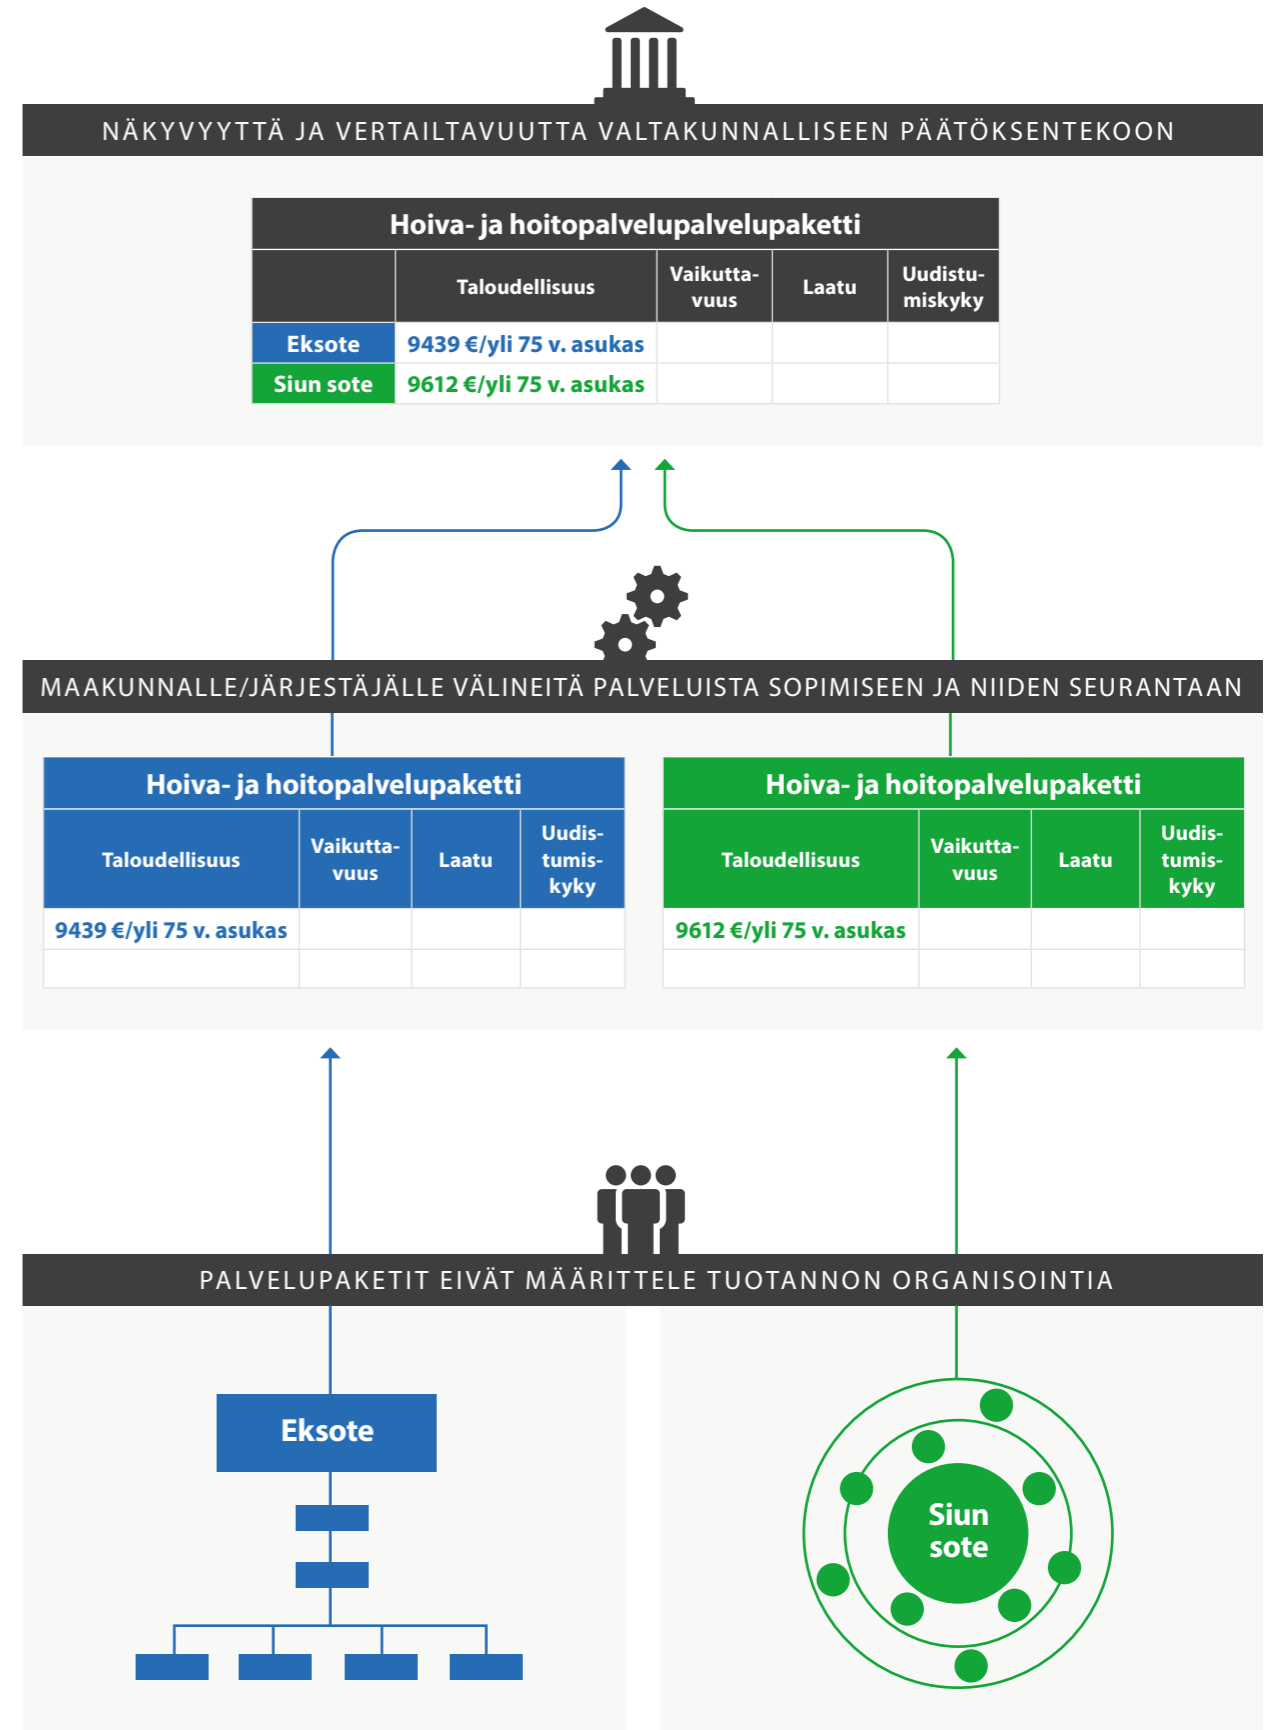 NÄKYVYYTTÄ JA VERTAILTAVUUTTA VALTAKUNNALLISEEN PÄÄTÖKSENTEKOON
Hoiva- ja hoitopalvelupalvelupaketti
Taloudellisuus
Vaikutta-
vuus
Laatu
Uudistu-
miskyky
Eksote
9439 €/yli 75 v. asukas
Siun sote
9612 €/yli 75 v. asukas
MAAKUNNALLE/JÄRJESTÄJÄLLE VÄLINEITÄ PALVELUISTA SOPIMISEEN JA NIIDEN SEURANTAAN
Hoiva- ja hoitopalvelupaketti
Taloudellisuus
Vaikutta-
vuus
Laatu
Uudis-
tumis-
kyky
9439 €/yli 75 v. asukas
Hoiva- ja hoitopalvelupaketti
Taloudellisuus
Vaikutta-
vuus
Laatu
Uudis-
tumis-
kyky
9612 €/yli 75 v. asukas
PALVELUPAKETIT EIVÄT MÄÄRITTELE TUOTANNON ORGANISOINTIA
Eksote
Siun
sote